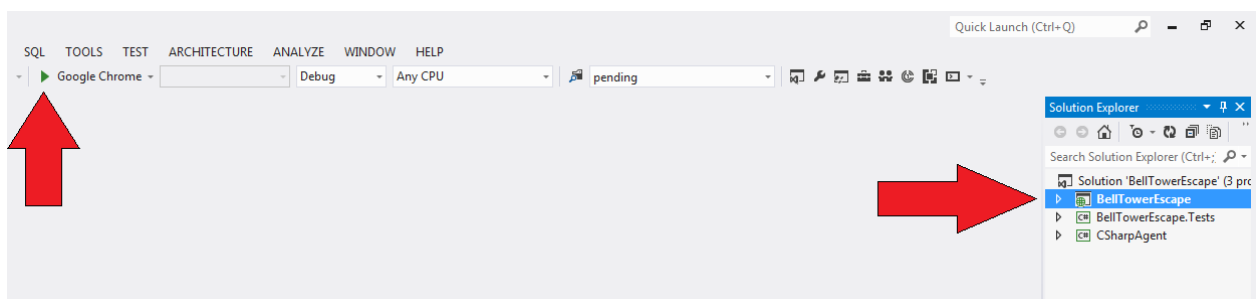 Quick Launch (Ctrl+Q)
SQL TOOLS TEST ARCHITECTURE ANALYZE WINDOW HELP
Google Chrome Debug Any CPU pending
Solution Explorer
Search Solution Explorer (Ctrl+;
Solution 'BellTowerEscape' (3 prc
BellTowerEscape
C# BellTowerEscape.Tests
C# CSharpAgent